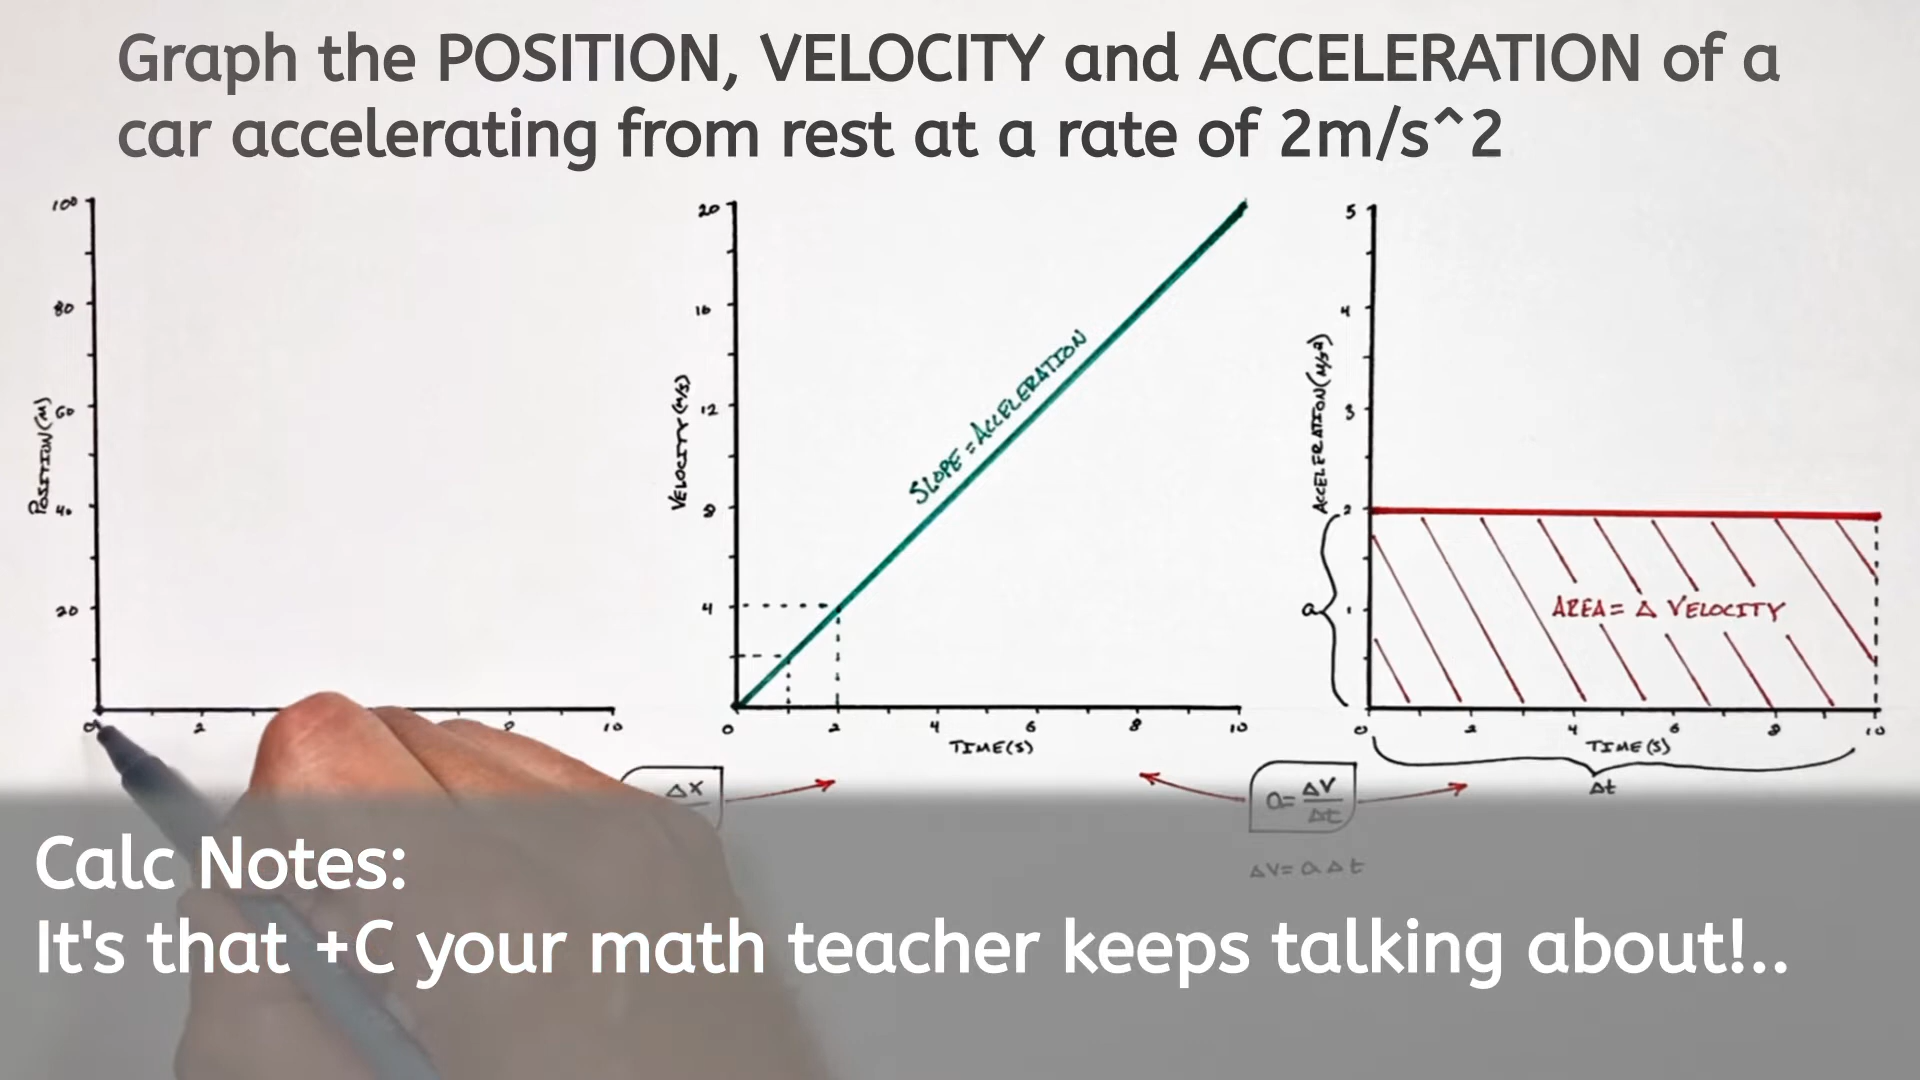 Graph the POSITION, VELOCITY and ACCELERATION of a
car accelerating from rest at a rate of 2m/s^2
POSITION (M)
100
80
60
40
20
0
2
8
10
VELOCITY (M/S)
20
16
12
8
4
SLOPE = ACCELERATION
0
2
4
6
8
10
TIME (S)
ACCELERATION (M/S²)
5
4
3
2
1
a
AREA = Δ VELOCITY
0
2
4
6
8
10
TIME (S)
Δt
ΔX
a = ΔV
Δt
ΔV = a Δt
Calc Notes:
It's that +C your math teacher keeps talking about!..